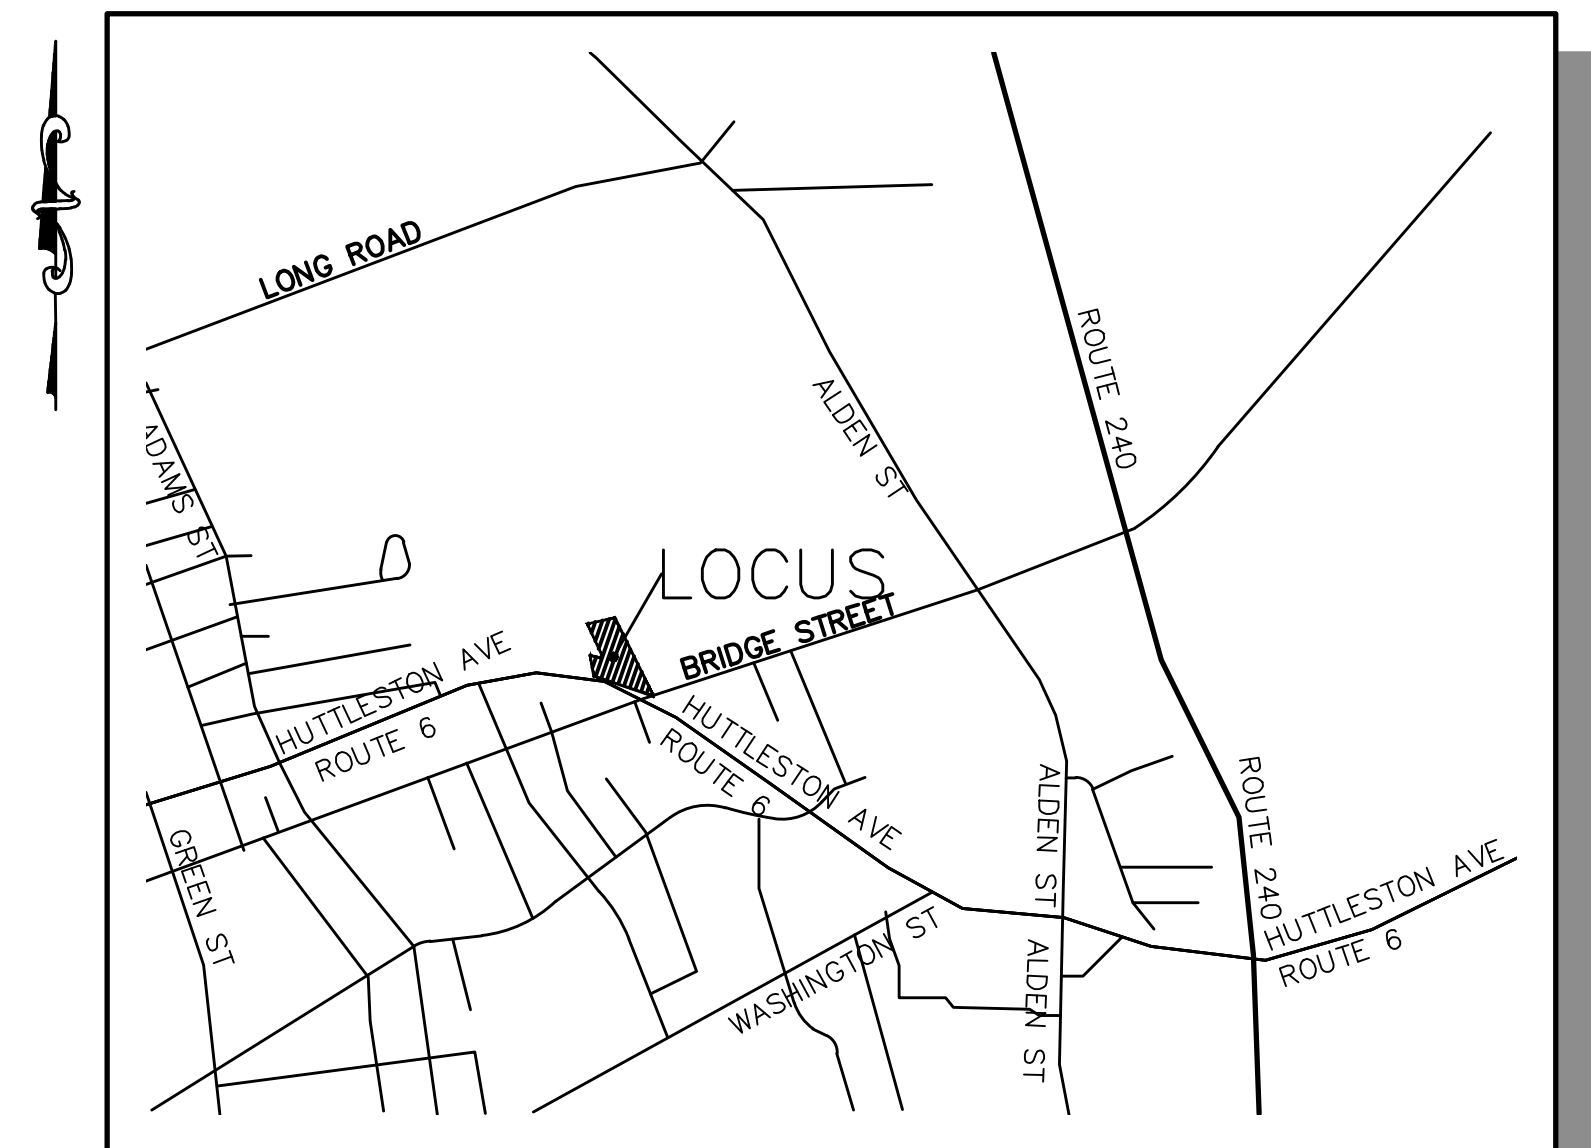 LONG ROAD
ROUTE 240
ALDEN ST
ADAMS ST
LOCUS
BRIDGE STREET
HUTTLESTON AVE
ROUTE 6
HUTTLESTON AVE
ROUTE 6
ALDEN ST
ROUTE 240
GREEN ST
HUTTLESTON AVE
ROUTE 6
WASHINGTON ST
ALDEN ST